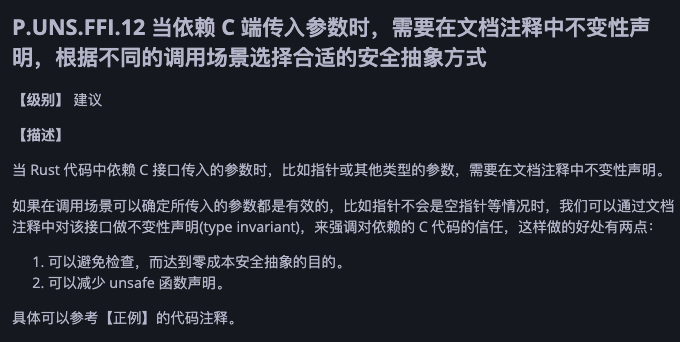 P.UNS.FFI.12 当依赖 C 端传入参数时，需要在文档注释中不变性声
明，根据不同的调用场景选择合适的安全抽象方式
【级别】 建议
【描述】
当 Rust 代码中依赖 C 接口传入的参数时，比如指针或其他类型的参数，需要在文档注释中不变性声明。
如果在调用场景可以确定所传入的参数都是有效的，比如指针不会是空指针等情况时，我们可以通过文档
注释中对该接口做不变性声明(type invariant)，来强调对依赖的 C 代码的信任，这样做的好处有两点：
1. 可以避免检查，而达到零成本安全抽象的目的。
2. 可以减少 unsafe 函数声明。
具体可以参考【正例】的代码注释。